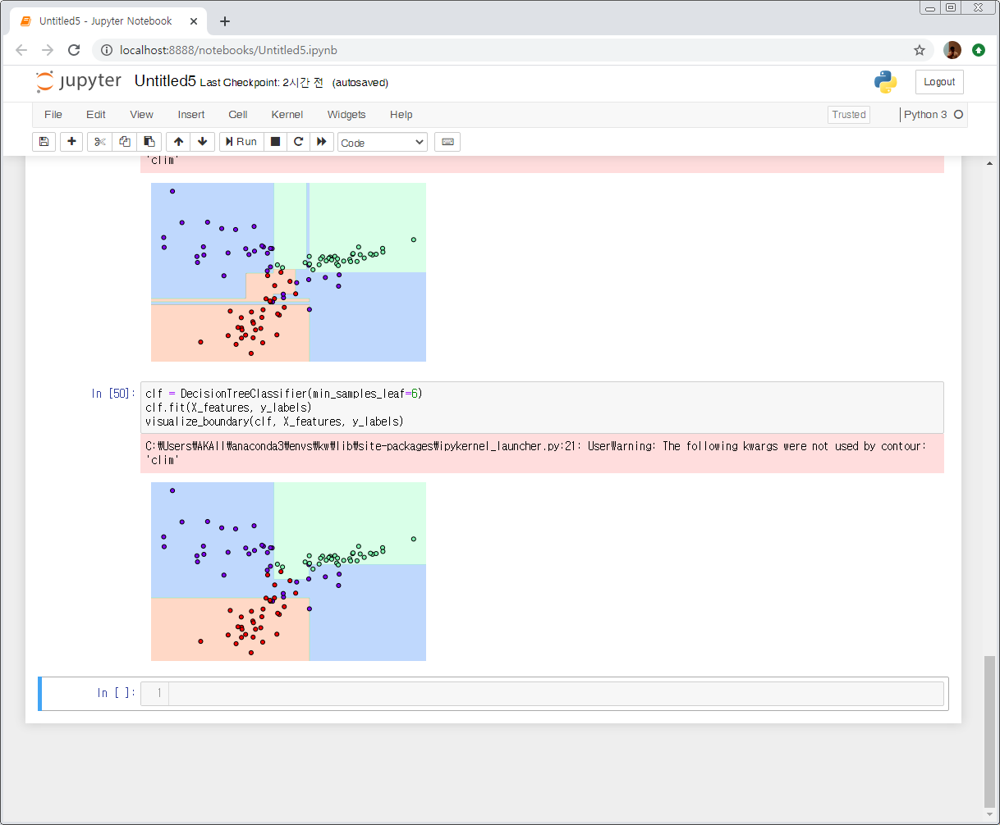 Untitled5 - Jupyter Notebook
localhost:8888/notebooks/Untitled5.ipynb
jupyter Untitled5 Last Checkpoint: 2시간 전 (autosaved)
Logout
File Edit View Insert Cell Kernel Widgets Help
Trusted
Python 3
Run
Code
'clim'
In [50]:
clf = DecisionTreeClassifier(min_samples_leaf=6)
clf.fit(X_features, y_labels)
visualize_boundary(clf, X_features, y_labels)
C:₩Users₩AKAII₩anaconda3₩envs₩kw₩lib₩site-packages₩ipykernel_launcher.py:21: UserWarning: The following kwargs were not used by contour:
'clim'
In [ ]:
1